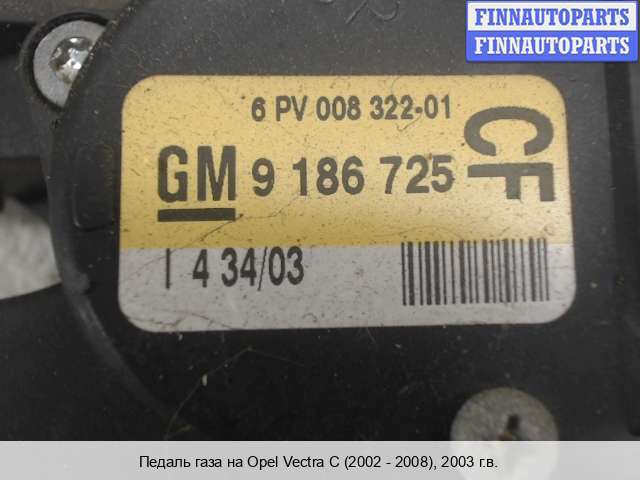 FINNAUTOPARTS
FINNAUTOPARTS
6 PV 008 322-01
CF
GM 9 186 725
I 4 34/03
Педаль газа на Opel Vectra C (2002 - 2008), 2003 г.в.